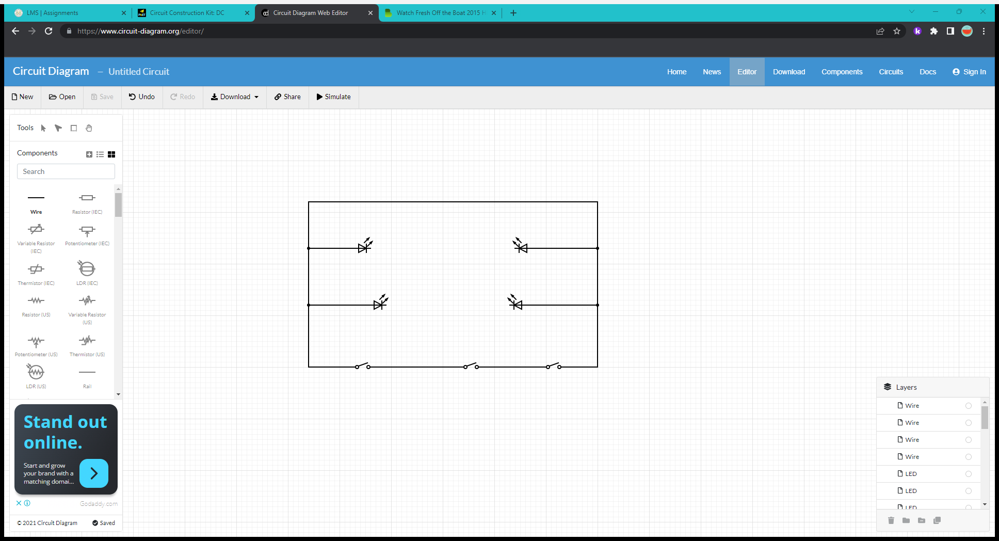 LMS | Assignments
Circuit Construction Kit: DC
Circuit Diagram Web Editor
Watch Fresh Off the Boat 2015 H
https://www.circuit-diagram.org/editor/
Circuit Diagram – Untitled Circuit
Home News Editor Download Components Circuits Docs Sign In
New Open Save Undo Redo Download Share Simulate
Tools
Components
Search
Wire Resistor (IEC)
Variable Resistor (IEC) Potentiometer (IEC)
Thermistor (IEC) LDR (IEC)
Resistor (US) Variable Resistor (US)
Potentiometer (US) Thermistor (US)
LDR (US) Rail
Stand out
online.
Start and grow
your brand with a
matching domai...
Godaddy.com
© 2021 Circuit Diagram Saved
Layers
Wire
Wire
Wire
Wire
LED
LED
LED